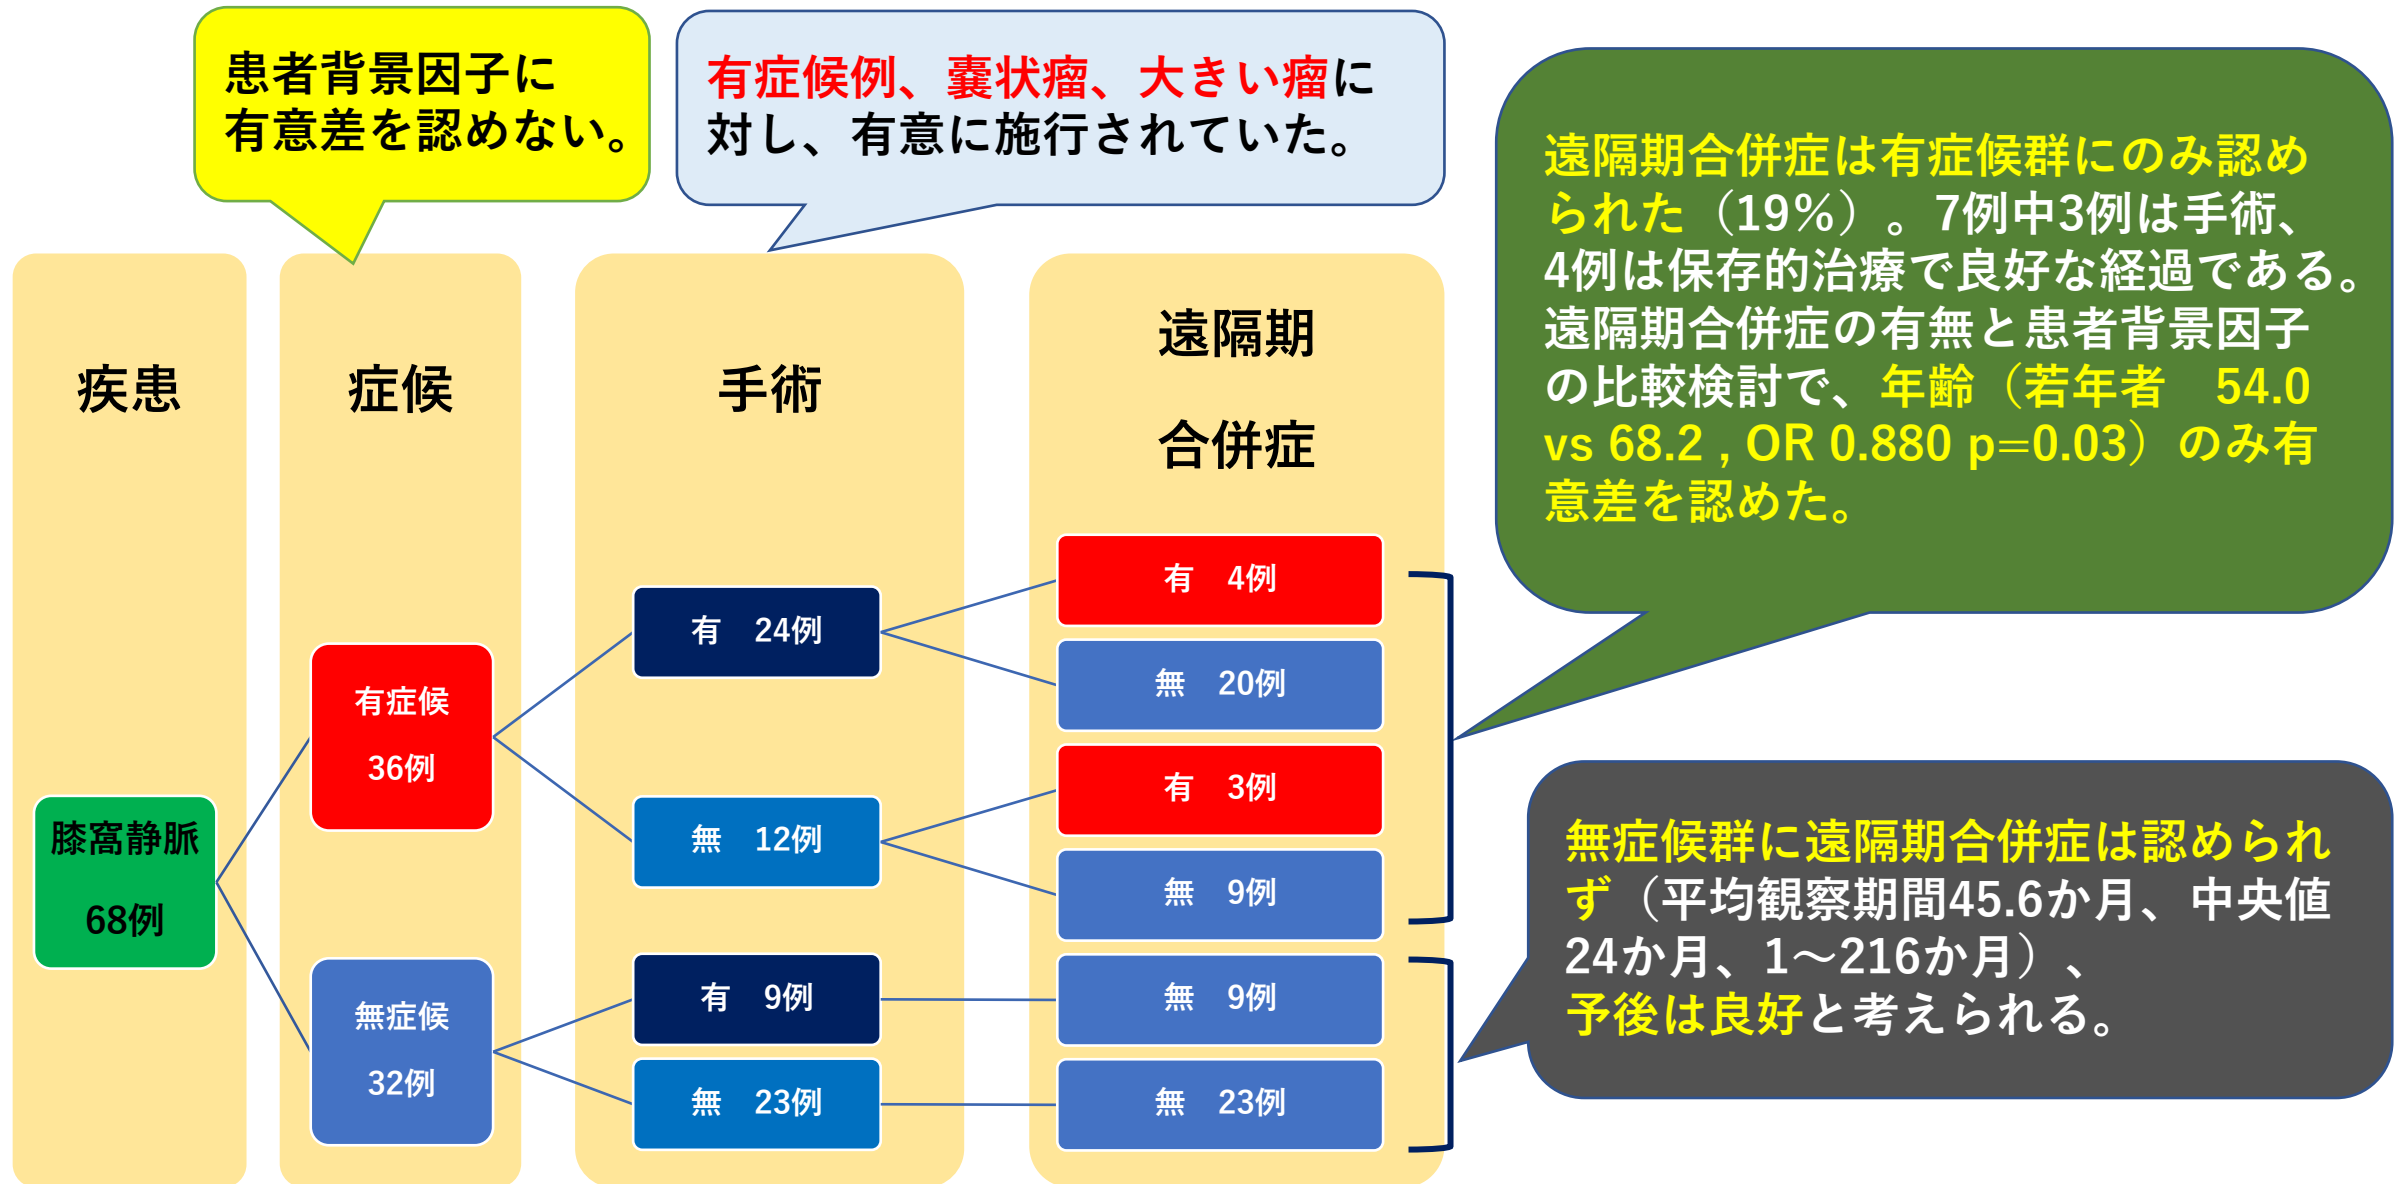 患者背景因子に
有意差を認めない。
有症候例、嚢状瘤、大きい瘤に
対し、有意に施行されていた。
遠隔期合併症は有症候群にのみ認め
られた（19％）。7例中3例は手術、
4例は保存的治療で良好な経過である。
遠隔期合併症の有無と患者背景因子
の比較検討で、年齢（若年者　54.0
vs 68.2 , OR 0.880 p＝0.03）のみ有
意差を認めた。
疾患
症候
手術
遠隔期
合併症
膝窩静脈
68例
有症候
36例
無症候
32例
有　24例
無　12例
有　9例
無　23例
有　4例
無　20例
有　3例
無　9例
無　9例
無　23例
無症候群に遠隔期合併症は認められ
ず（平均観察期間45.6か月、中央値
24か月、1～216か月）、
予後は良好と考えられる。